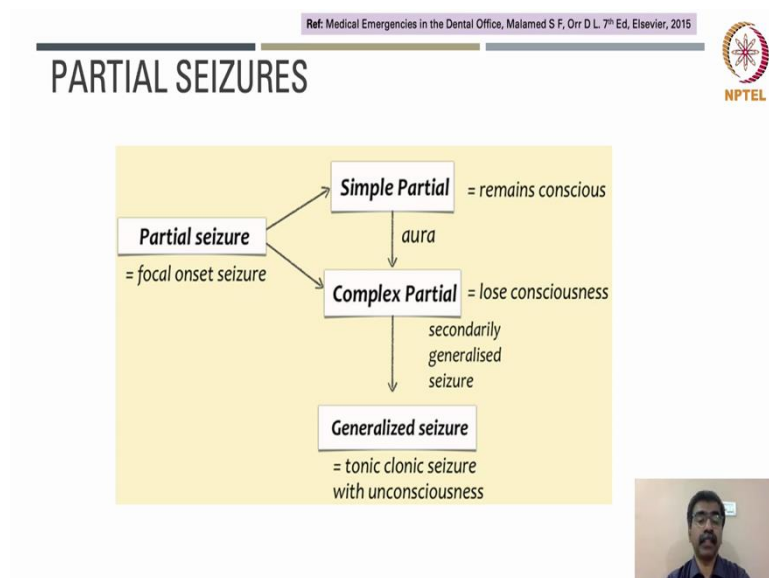 Ref: Medical Emergencies in the Dental Office, Malamed S F, Orr D L. 7th Ed, Elsevier, 2015
NPTEL
PARTIAL SEIZURES
Simple Partial = remains conscious
Partial seizure
= focal onset seizure
aura
Complex Partial = lose consciousness
secondarily
generalised
seizure
Generalized seizure
= tonic clonic seizure
with unconsciousness